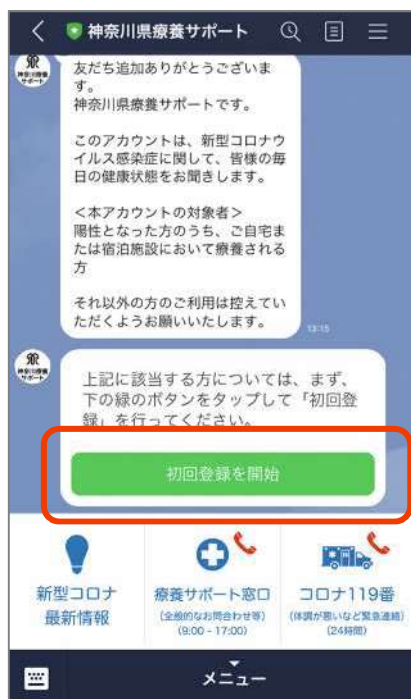 神奈川県療養サポート
友だち追加ありがとうございま
す。
神奈川県療養サポートです。
このアカウントは、新型コロナウ
イルス感染症に関して、皆様の毎
日の健康状態をお聞きします。
＜本アカウントの対象者＞
陽性となった方のうち、ご自宅ま
たは宿泊施設において療養される
方
それ以外の方のご利用は控えてい
ただくようお願いいたします。
13:15
上記に該当する方については、まず、
下の緑のボタンをタップして「初回登
録」を行ってください。
初回登録を開始
新型コロナ
最新情報
療養サポート窓口
(全般的なお問合わせ等)
(9:00 - 17:00)
コロナ119番
(体調が悪いなど緊急連絡)
(24時間)
メニュー